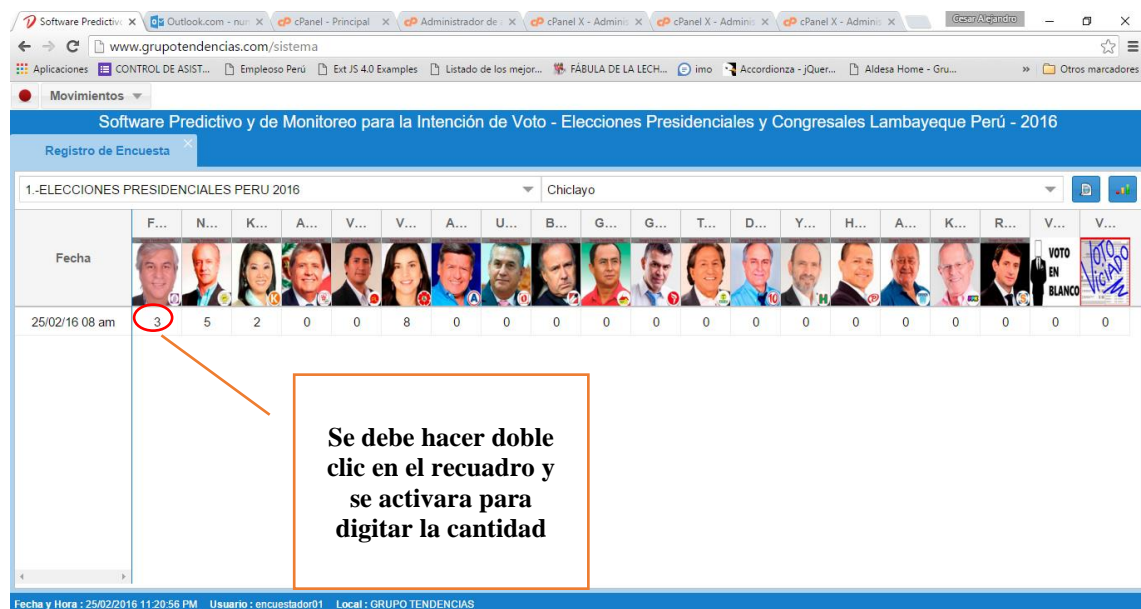 Software Predictiv Outlook.com - nun cPanel - Principal Administrador de cPanel X - Adminis cPanel X - Adminis cPanel X - Adminis Cesar Alejandro
www.grupotendencias.com/sistema
Aplicaciones CONTROL DE ASIST... Empleoso Perú Ext JS 4.0 Examples Listado de los mejor... FÁBULA DE LA LECH... imo Accordionza - jQuer... Aldesa Home - Gru... » Otros marcadores
Movimientos
Software Predictivo y de Monitoreo para la Intención de Voto - Elecciones Presidenciales y Congresales Lambayeque Perú - 2016
Registro de Encuesta
1.-ELECCIONES PRESIDENCIALES PERU 2016 Chiclayo
Fecha F... N... K... A... V... V... A... U... B... G... G... T... D... Y... H... A... K... R... V... V...
VOTO
EN
BLANCO
VOTO
VICIADO
25/02/16 08 am 3 5 2 0 0 8 0 0 0 0 0 0 0 0 0 0 0 0 0 0
Se debe hacer doble
clic en el recuadro y
se activara para
digitar la cantidad
Fecha y Hora : 25/02/2016 11:20:56 PM Usuario : encuestador01 Local : GRUPO TENDENCIAS